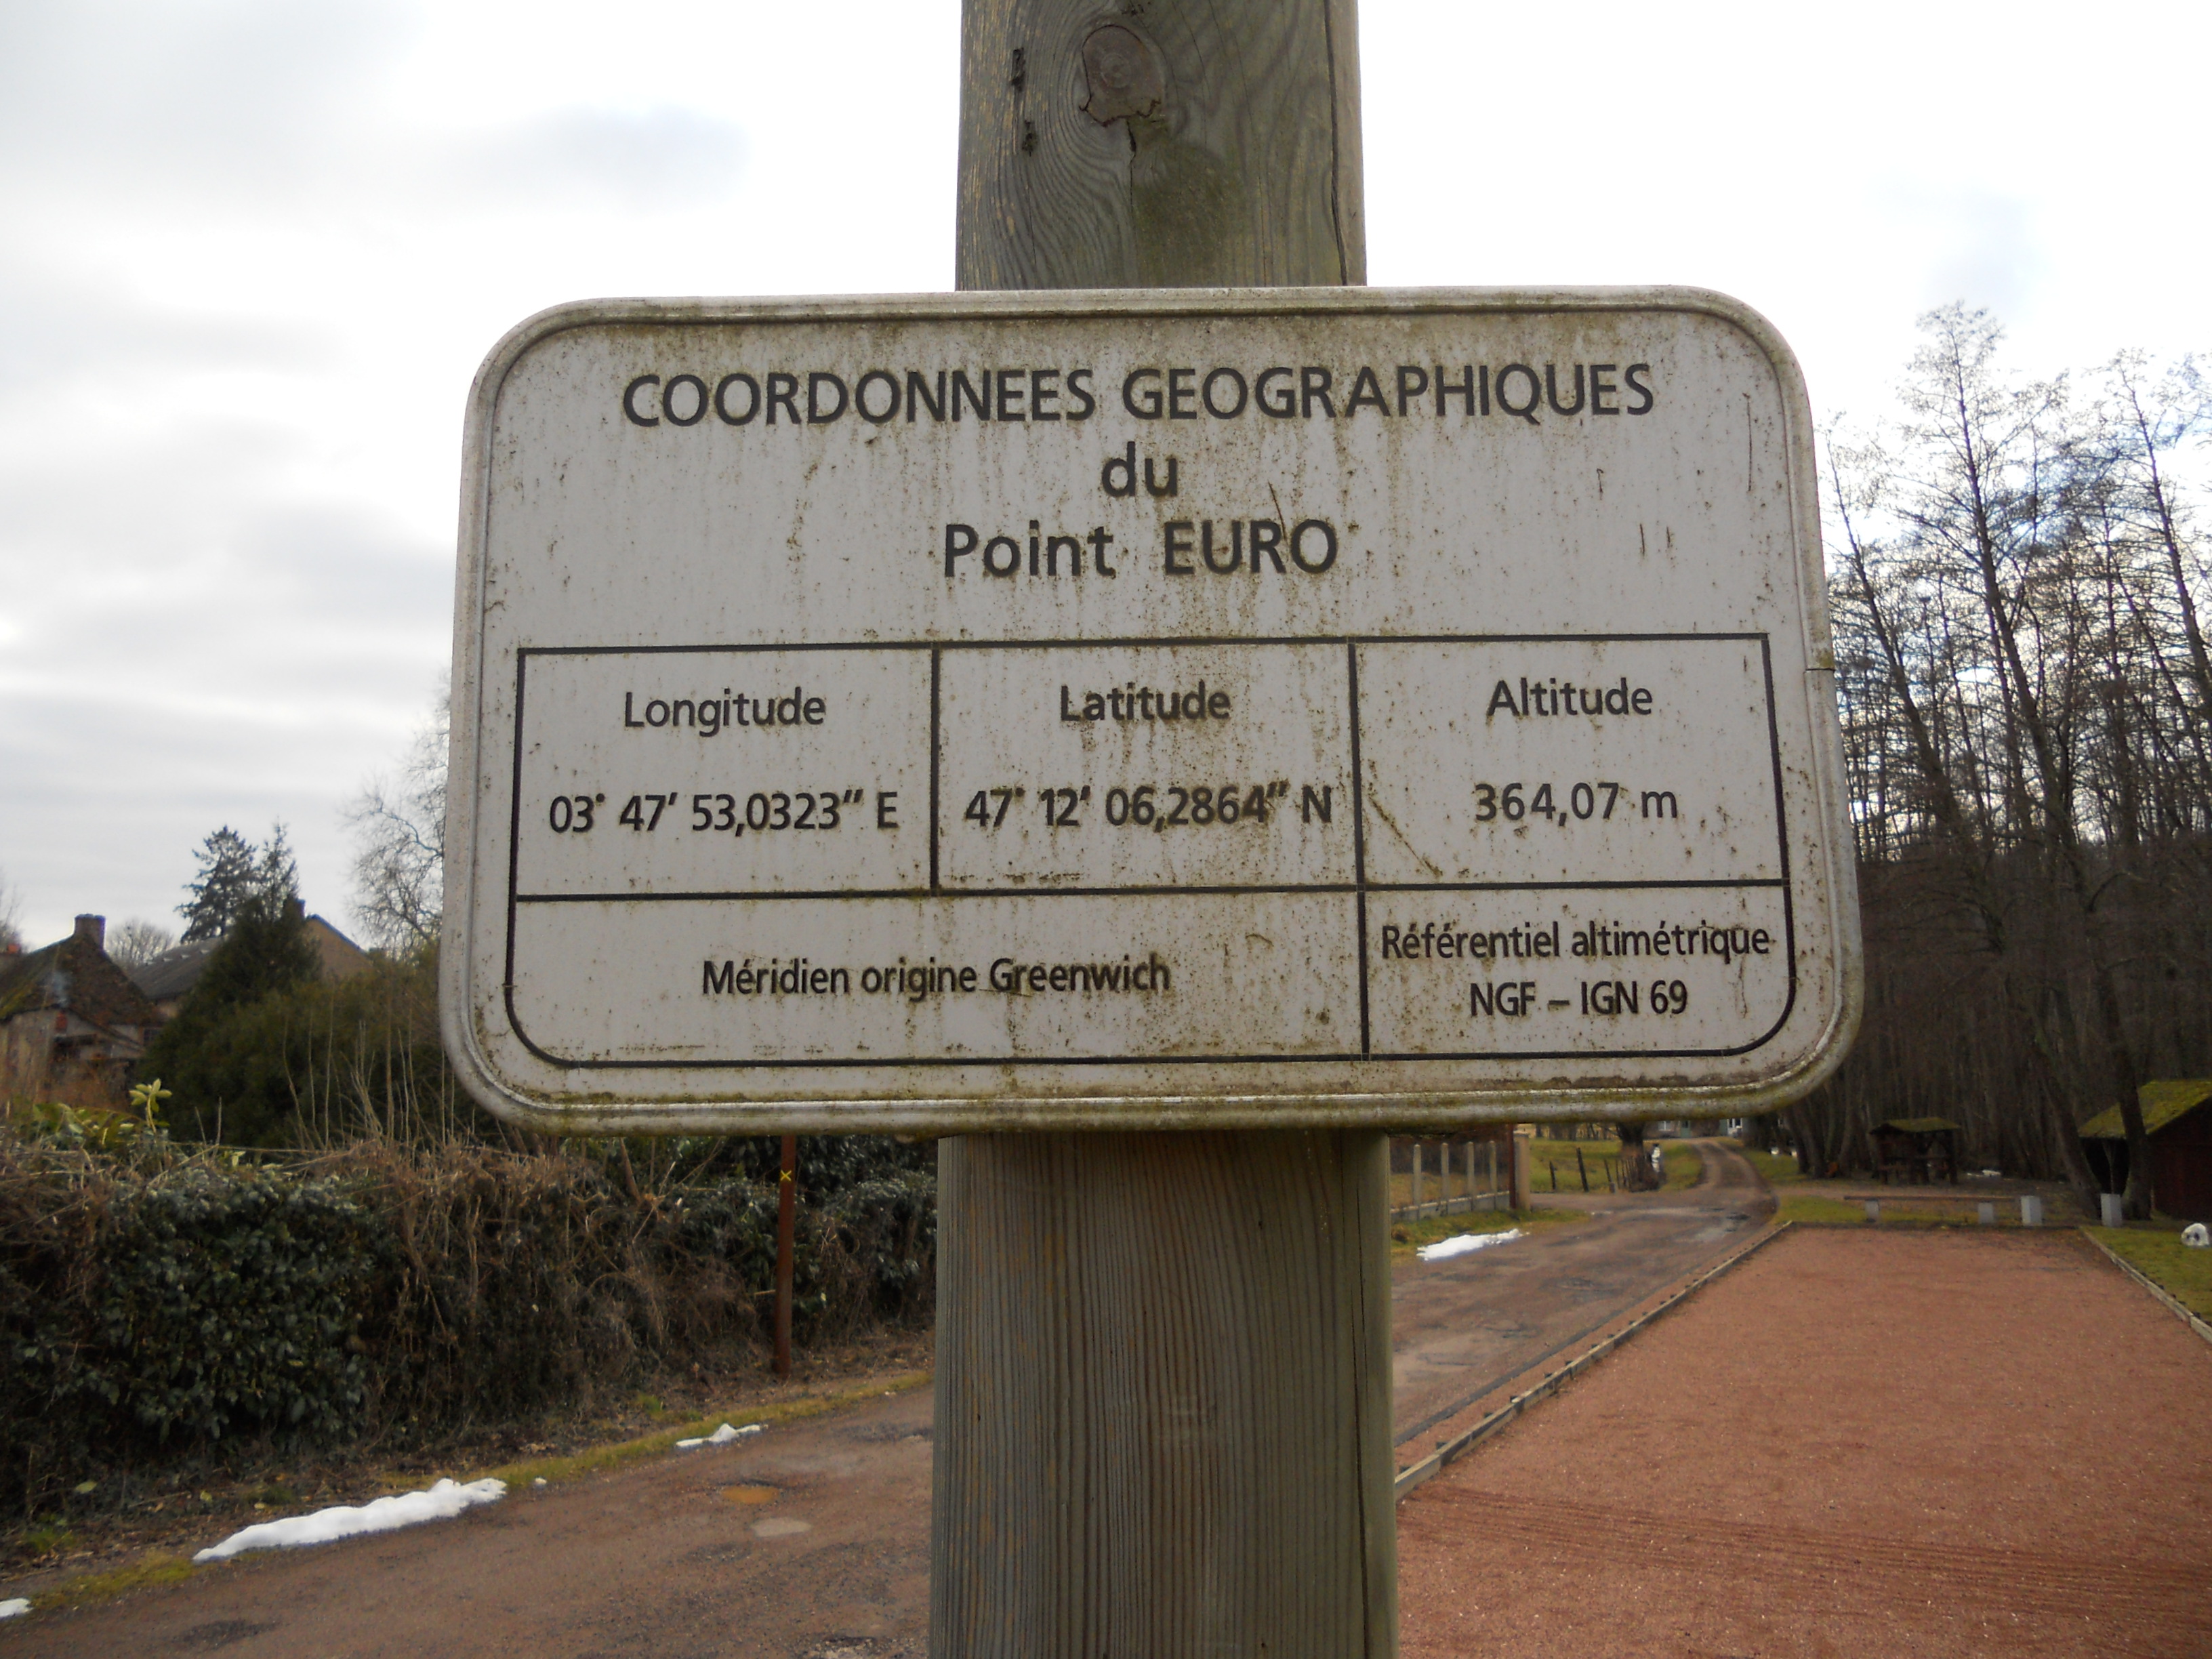 COORDONNEES GEOGRAPHIQUES
du
Point EURO
Longitude
03° 47' 53,0323" E
Latitude
47° 12' 06,2864" N
Altitude
364,07 m
Méridien origine Greenwich
Référentiel altimétrique
NGF – IGN 69